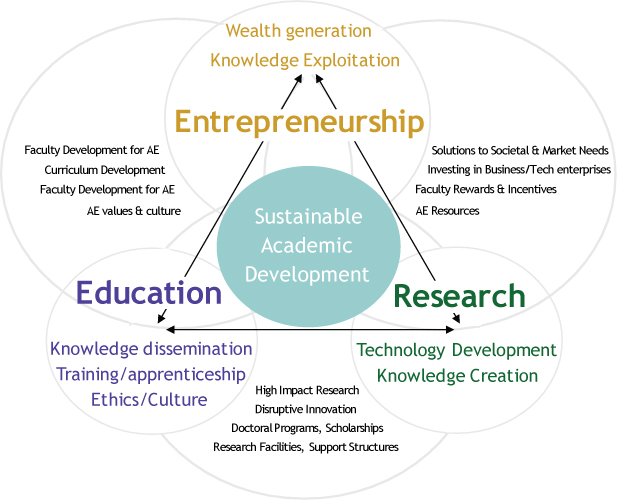 Wealth generation
Knowledge Exploitation
Entrepreneurship
Faculty Development for AE
Curriculum Development
Faculty Development for AE
AE values & culture
Solutions to Societal & Market Needs
Investing in Business/Tech enterprises
Faculty Rewards & Incentives
AE Resources
Sustainable
Academic
Development
Education
Research
Knowledge dissemination
Training/apprenticeship
Ethics/Culture
Technology Development
Knowledge Creation
High Impact Research
Disruptive Innovation
Doctoral Programs, Scholarships
Research Facilities, Support Structures